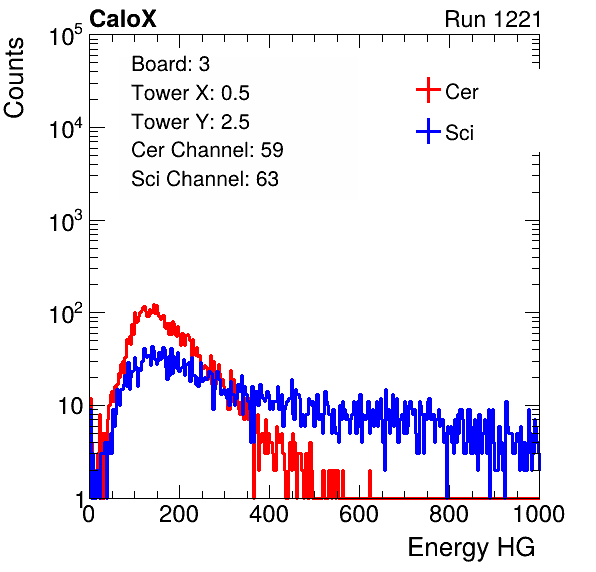 CaloX Run 1221
Counts
10^5
10^4
10^3
10^2
10
1
Board: 3
Tower X: 0.5
Tower Y: 2.5
Cer Channel: 59
Sci Channel: 63
Cer
Sci
0 200 400 600 800 1000
Energy HG